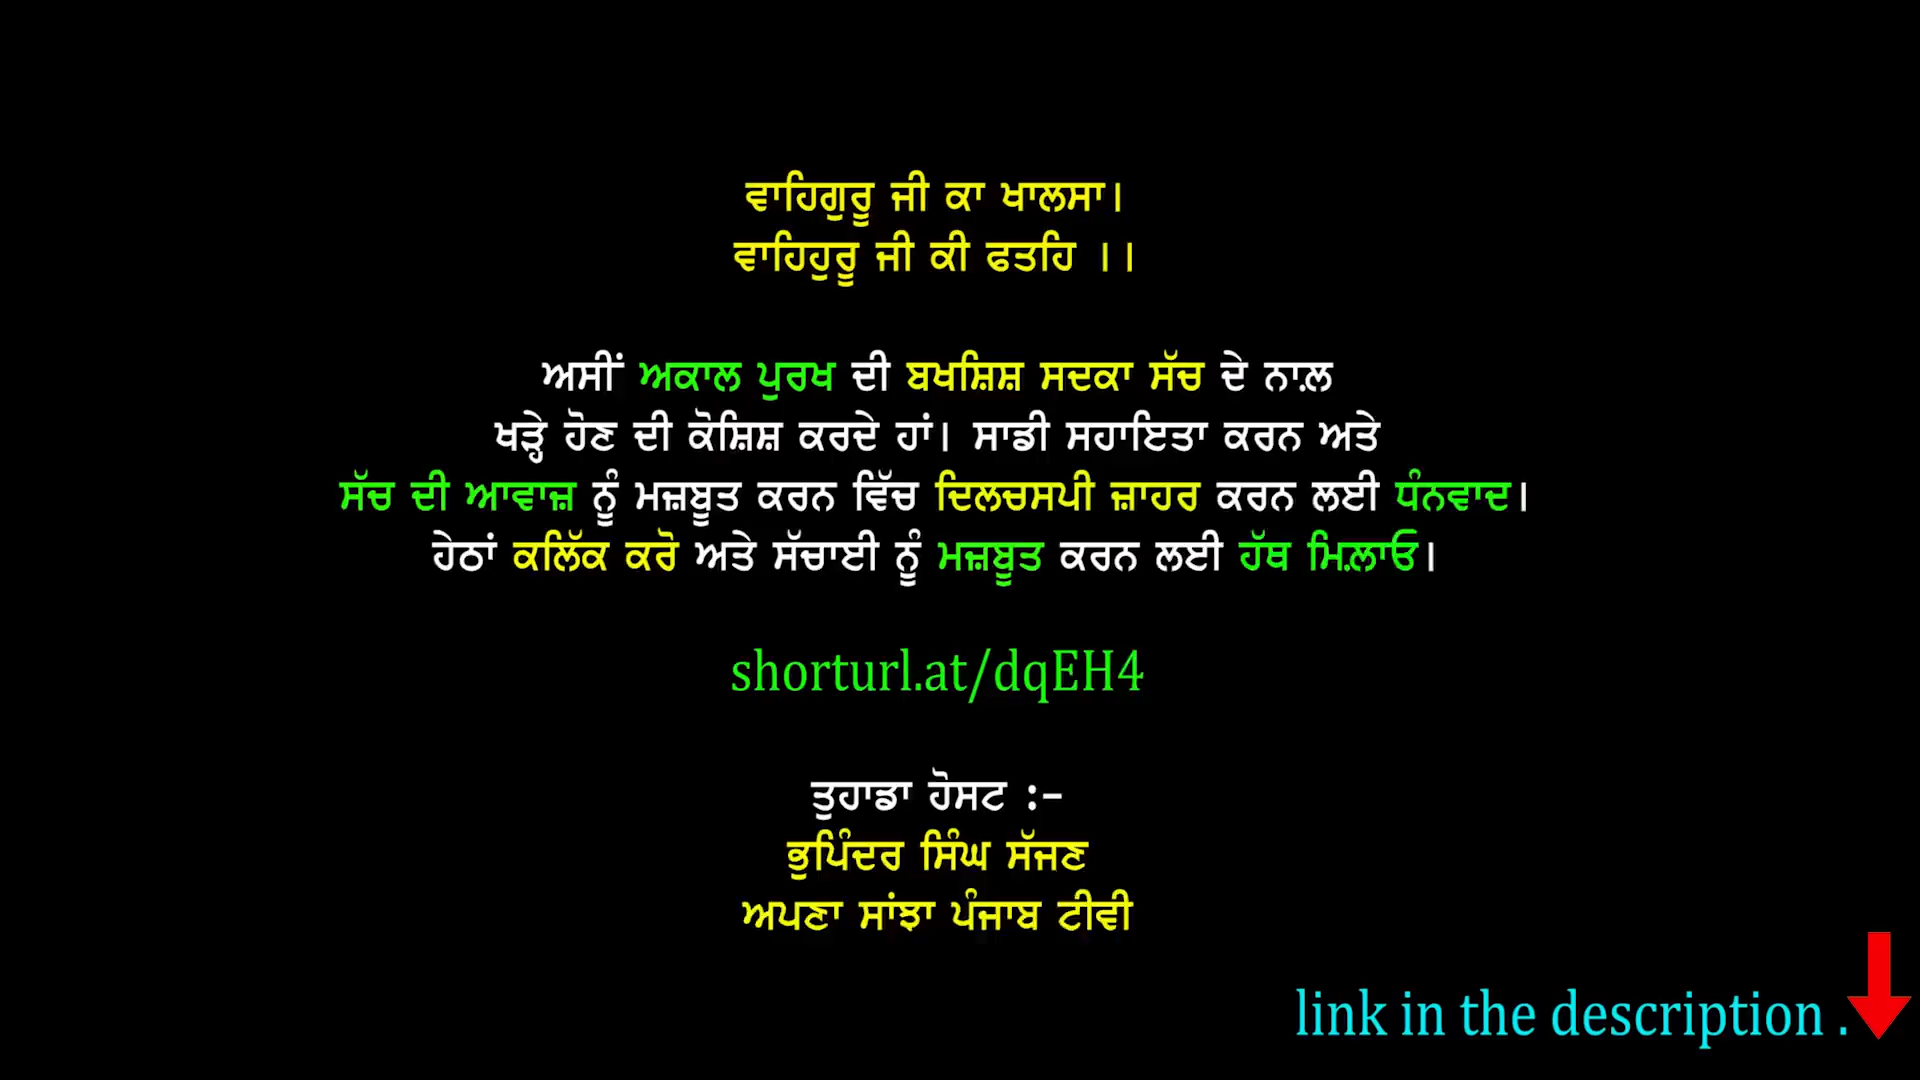 ਵਾਹਿਗੁਰੂ ਜੀ ਕਾ ਖਾਲਸਾ।
ਵਾਹਿਹੁਰੂ ਜੀ ਕੀ ਫਤਹਿ ।।
ਅਸੀਂ ਅਕਾਲ ਪੁਰਖ ਦੀ ਬਖਸ਼ਿਸ਼ ਸਦਕਾ ਸੱਚ ਦੇ ਨਾਲ਼
ਖੜ੍ਹੇ ਹੋਣ ਦੀ ਕੋਸ਼ਿਸ਼ ਕਰਦੇ ਹਾਂ। ਸਾਡੀ ਸਹਾਇਤਾ ਕਰਨ ਅਤੇ
ਸੱਚ ਦੀ ਆਵਾਜ਼ ਨੂੰ ਮਜ਼ਬੂਤ ਕਰਨ ਵਿੱਚ ਦਿਲਚਸਪੀ ਜ਼ਾਹਰ ਕਰਨ ਲਈ ਧੰਨਵਾਦ।
ਹੇਠਾਂ ਕਲਿੱਕ ਕਰੋ ਅਤੇ ਸੱਚਾਈ ਨੂੰ ਮਜ਼ਬੂਤ ਕਰਨ ਲਈ ਹੱਥ ਮਿਲ਼ਾਓ।
shorturl.at/dqEH4
ਤੁਹਾਡਾ ਹੋਸਟ :-
ਭੁਪਿੰਦਰ ਸਿੰਘ ਸੱਜਣ
ਅਪਣਾ ਸਾਂਝਾ ਪੰਜਾਬ ਟੀਵੀ
link in the description .